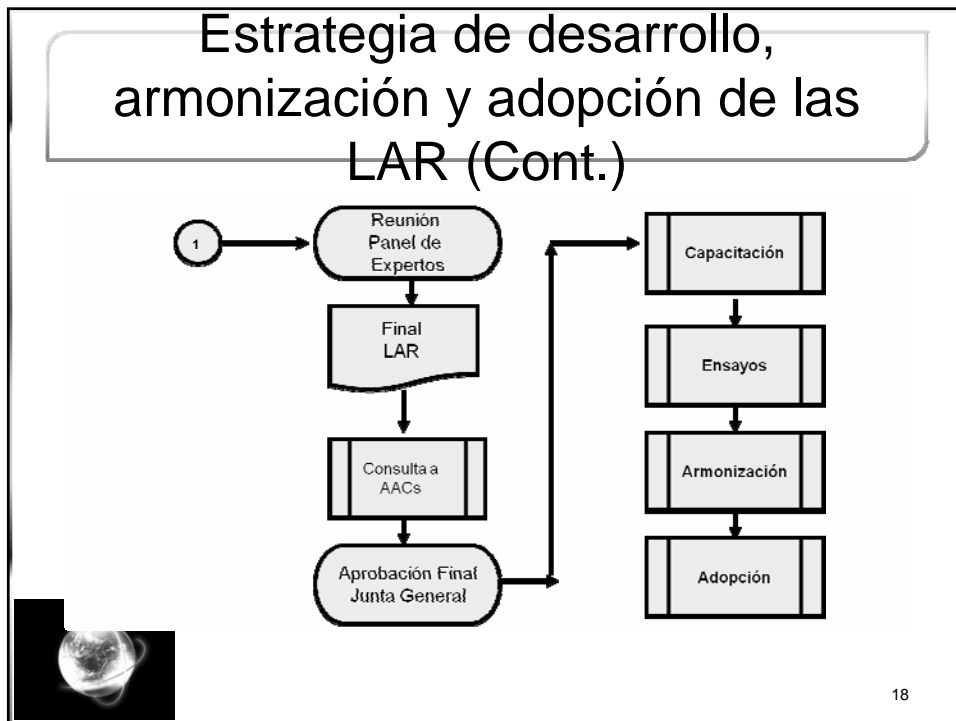 Estrategia de desarrollo,
armonización y adopción de las
LAR (Cont.)
1
Reunión
Panel de
Expertos
Final
LAR
Consulta a
AACs
Aprobación Final
Junta General
Capacitación
Ensayos
Armonización
Adopción
18